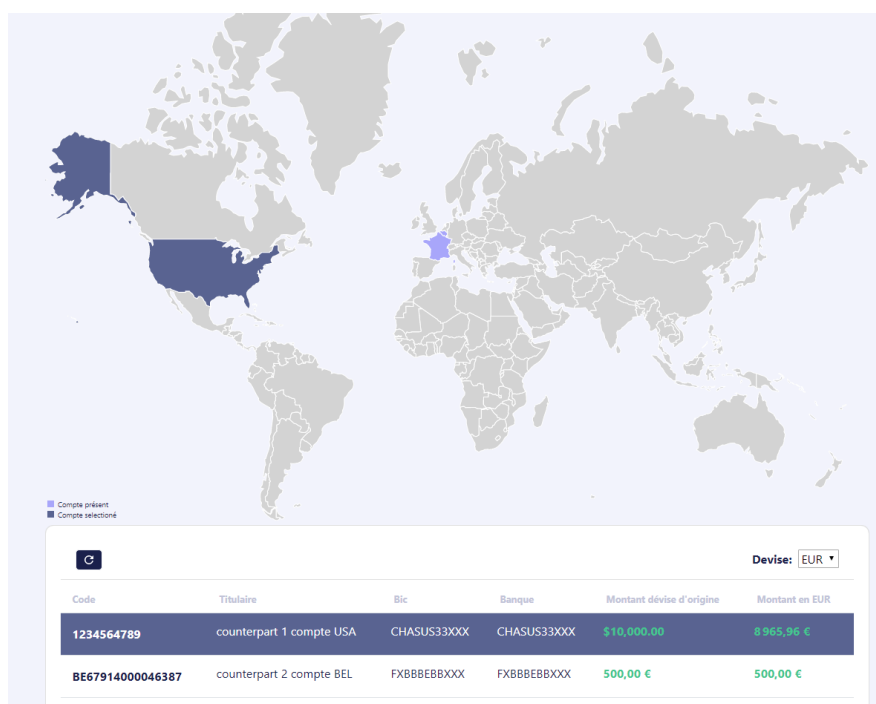 Compte présent
Compte selectioné
Devise: EUR
Code Titulaire Bic Banque Montant dévise d'origine Montant en EUR
1234564789 counterpart 1 compte USA CHASUS33XXX CHASUS33XXX $10,000.00 8 965,96 €
BE67914000046387 counterpart 2 compte BEL FXBBBEBBXXX FXBBBEBBXXX 500,00 € 500,00 €